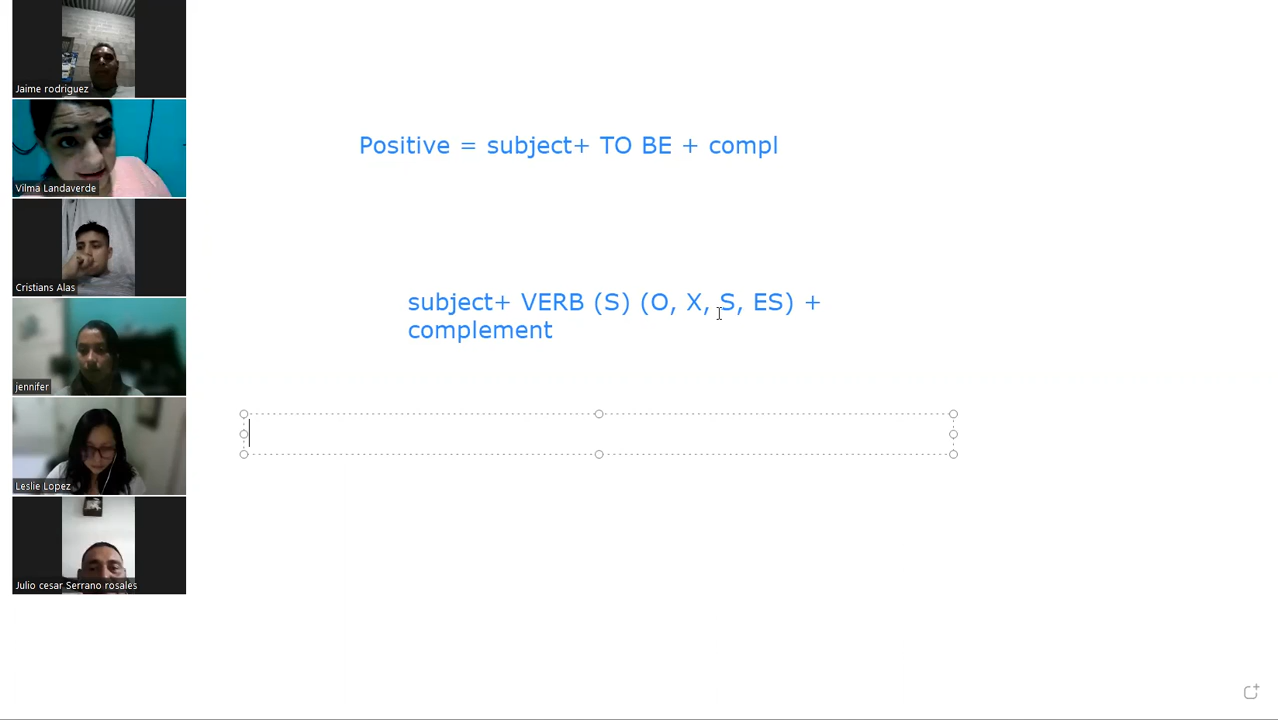 Jaime rodriguez
Vilma Landaverde
Cristians Alas
jennifer
Leslie Lopez
Julio cesar Serrano rosales
Positive = subject+ TO BE + compl
subject+ VERB (S) (O, X, S, ES) +
complement